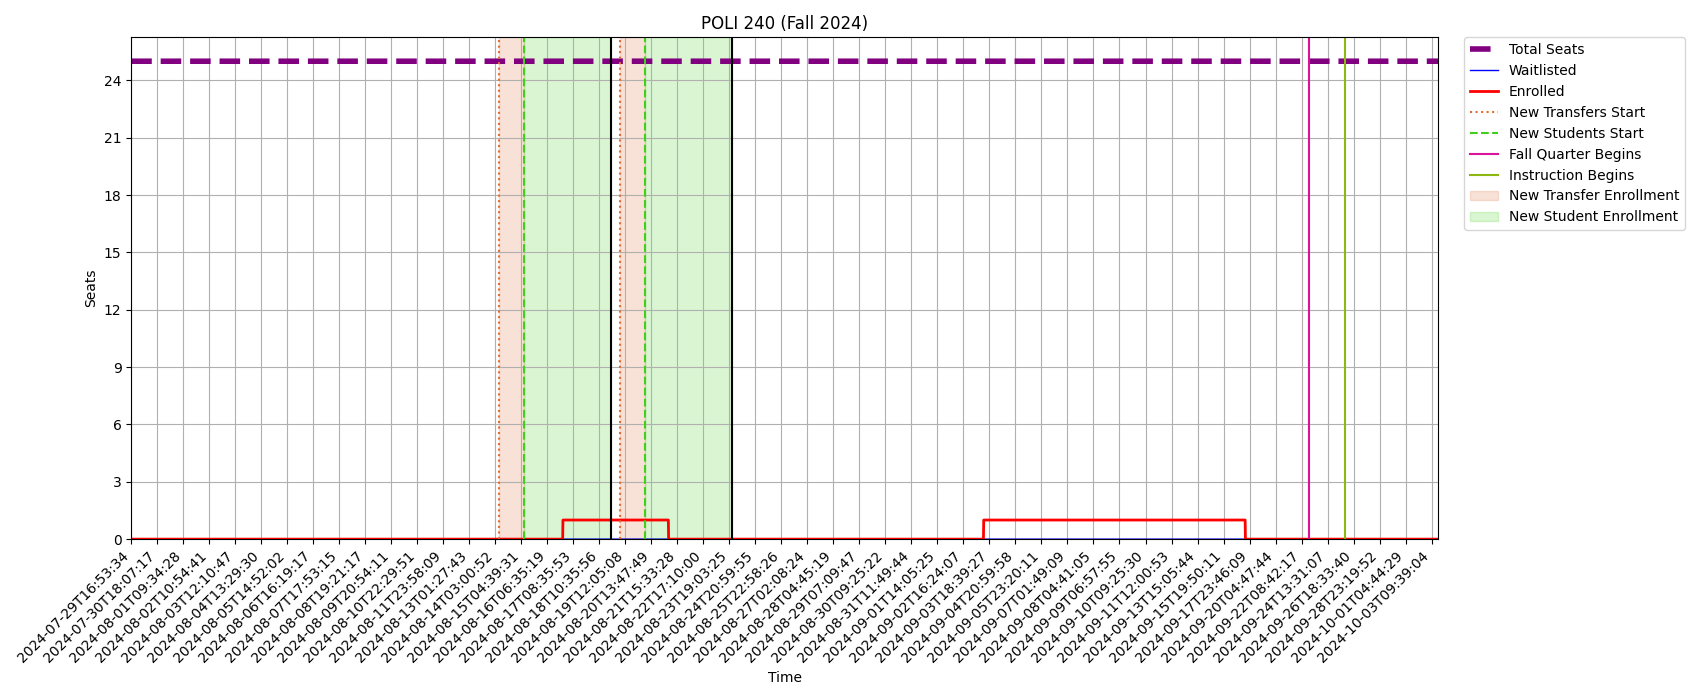 POLI 240 (Fall 2024)
Total Seats
Waitlisted
Enrolled
New Transfers Start
New Students Start
Fall Quarter Begins
Instruction Begins
New Transfer Enrollment
New Student Enrollment
Seats
24
21
18
15
12
9
6
3
0
2024-07-29T16:53:34
2024-07-30T18:07:17
2024-08-01T09:34:28
2024-08-02T10:54:41
2024-08-03T12:10:47
2024-08-04T13:29:30
2024-08-05T14:52:02
2024-08-06T16:19:17
2024-08-07T17:53:15
2024-08-08T19:21:17
2024-08-09T20:54:11
2024-08-10T22:29:51
2024-08-11T23:58:09
2024-08-13T01:27:43
2024-08-14T03:00:52
2024-08-15T04:39:31
2024-08-16T06:35:19
2024-08-17T08:35:53
2024-08-18T10:35:56
2024-08-19T12:05:08
2024-08-20T13:47:49
2024-08-21T15:33:28
2024-08-22T17:10:00
2024-08-23T19:03:25
2024-08-24T20:59:55
2024-08-25T22:58:26
2024-08-27T02:08:24
2024-08-28T04:45:19
2024-08-29T07:09:47
2024-08-30T09:25:22
2024-08-31T11:49:44
2024-09-01T14:05:25
2024-09-02T16:24:07
2024-09-03T18:39:27
2024-09-04T20:59:58
2024-09-05T23:20:11
2024-09-07T01:49:09
2024-09-08T04:41:05
2024-09-09T06:57:55
2024-09-10T09:25:30
2024-09-11T12:00:53
2024-09-13T15:05:44
2024-09-15T19:50:11
2024-09-17T23:46:09
2024-09-20T04:47:44
2024-09-22T08:42:17
2024-09-24T13:31:07
2024-09-26T18:33:40
2024-09-28T23:19:52
2024-10-01T04:44:29
2024-10-03T09:39:04
Time